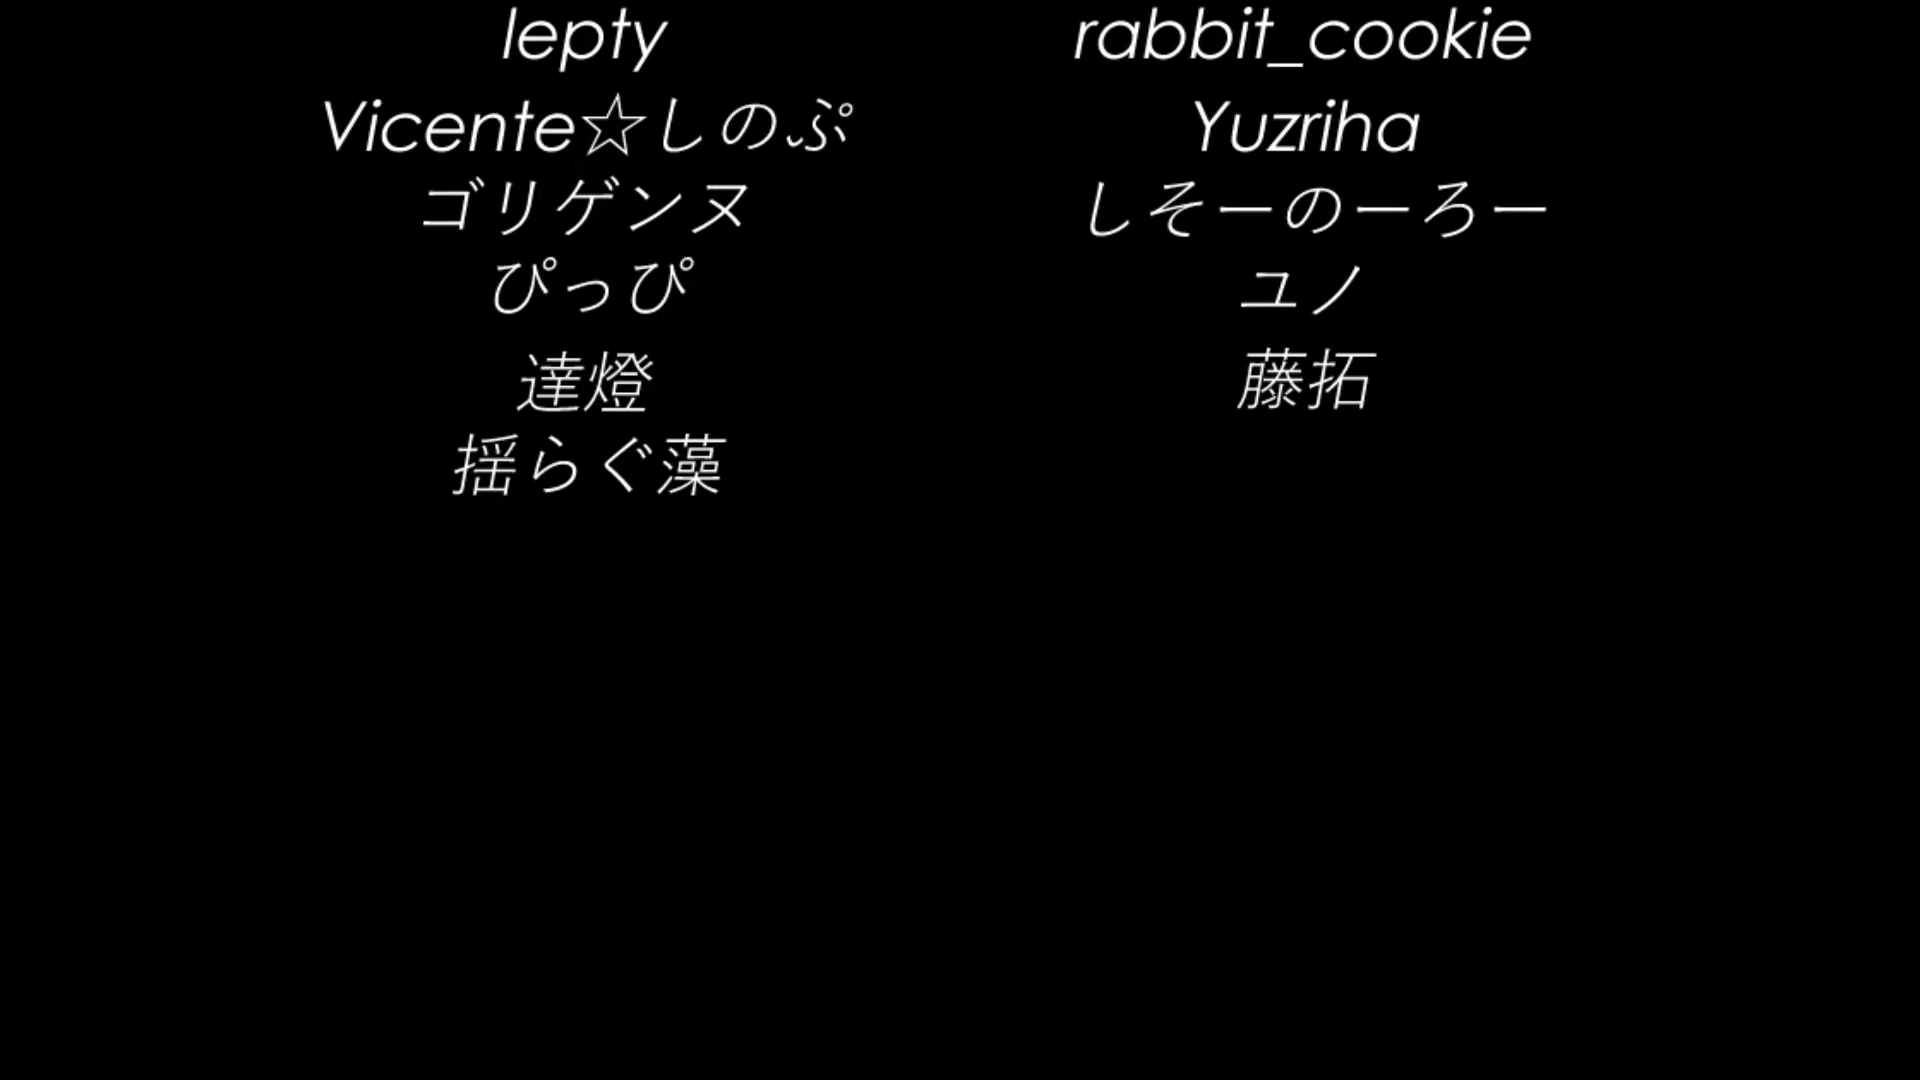 lepty
rabbit_cookie
Vicente☆しのぷ
Yuzriha
ゴリゲンヌ
しそーのーろー
ぴっぴ
ユノ
達燈
藤拓
揺らぐ藻